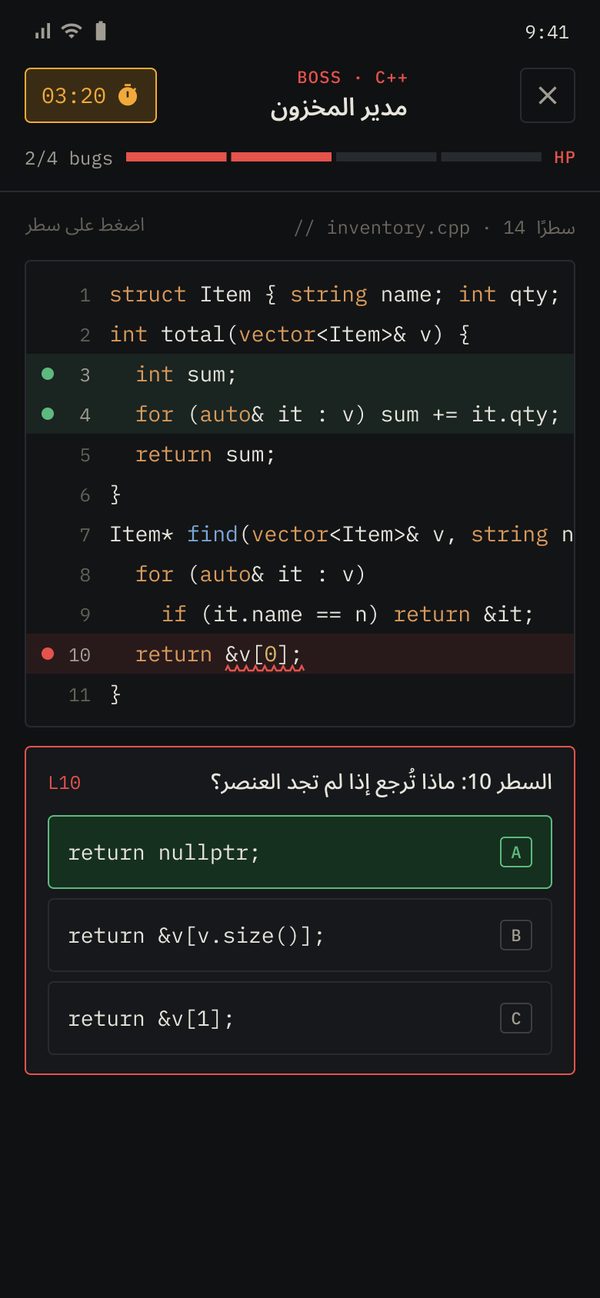 9:41
BOSS · C++
مدير المخزون
03:20
2/4 bugs
HP
// inventory.cpp · 14 سطرًا
اضغط على سطر
1 struct Item { string name; int qty;
2 int total(vector<Item>& v) {
3 int sum;
4 for (auto& it : v) sum += it.qty;
5 return sum;
6 }
7 Item* find(vector<Item>& v, string n
8 for (auto& it : v)
9 if (it.name == n) return &it;
10 return &v[0];
11 }
السطر 10: ماذا تُرجع إذا لم تجد العنصر؟
L10
return nullptr; A
return &v[v.size()]; B
return &v[1]; C